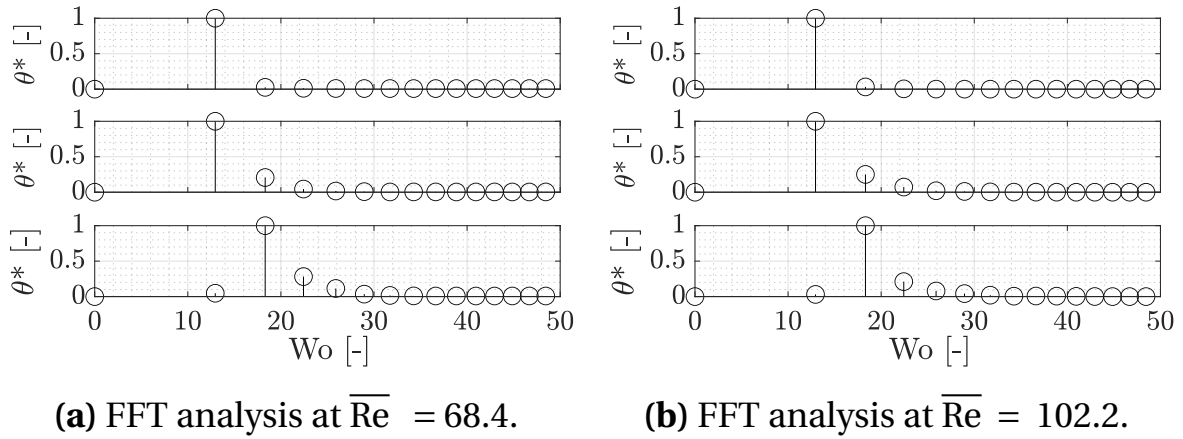 1
0.5
0
θ* [-]
1
0.5
0
θ* [-]
1
0.5
0
θ* [-]
0 10 20 30 40 50
Wo [-]
(a) FFT analysis at R̅e̅ = 68.4.
1
0.5
0
θ* [-]
1
0.5
0
θ* [-]
1
0.5
0
θ* [-]
0 10 20 30 40 50
Wo [-]
(b) FFT analysis at R̅e̅ = 102.2.